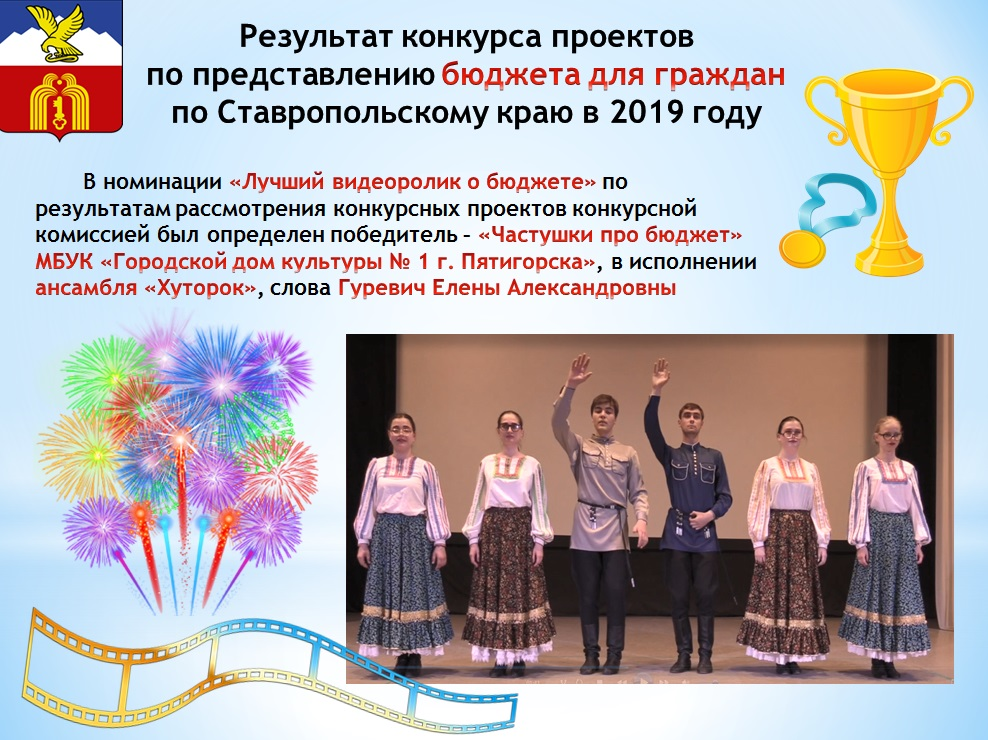 Результат конкурса проектов
по представлению бюджета для граждан
по Ставропольскому краю в 2019 году
В номинации «Лучший видеоролик о бюджете» по
результатам рассмотрения конкурсных проектов конкурсной
комиссией был определен победитель – «Частушки про бюджет»
МБУК «Городской дом культуры № 1 г. Пятигорска», в исполнении
ансамбля «Хуторок», слова Гуревич Елены Александровны